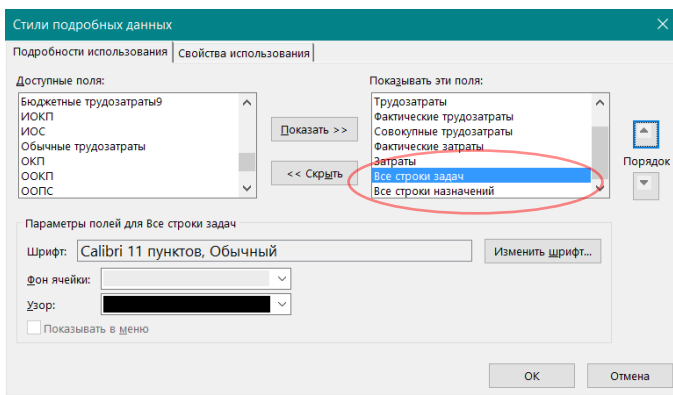 Стили подробных данных
Подробности использования
Свойства использования
Доступные поля:
Бюджетные трудозатраты9
ИОКП
ИОС
Обычные трудозатраты
ОКП
ООКП
ООПС
Показать >>
<< Скрыть
Показывать эти поля:
Трудозатраты
Фактические трудозатраты
Совокупные трудозатраты
Фактические затраты
Затраты
Все строки задач
Все строки назначений
Порядок
Параметры полей для Все строки задач
Шрифт: Calibri 11 пунктов, Обычный
Изменить шрифт...
Фон ячейки:
Узор:
Показывать в меню
ОК
Отмена